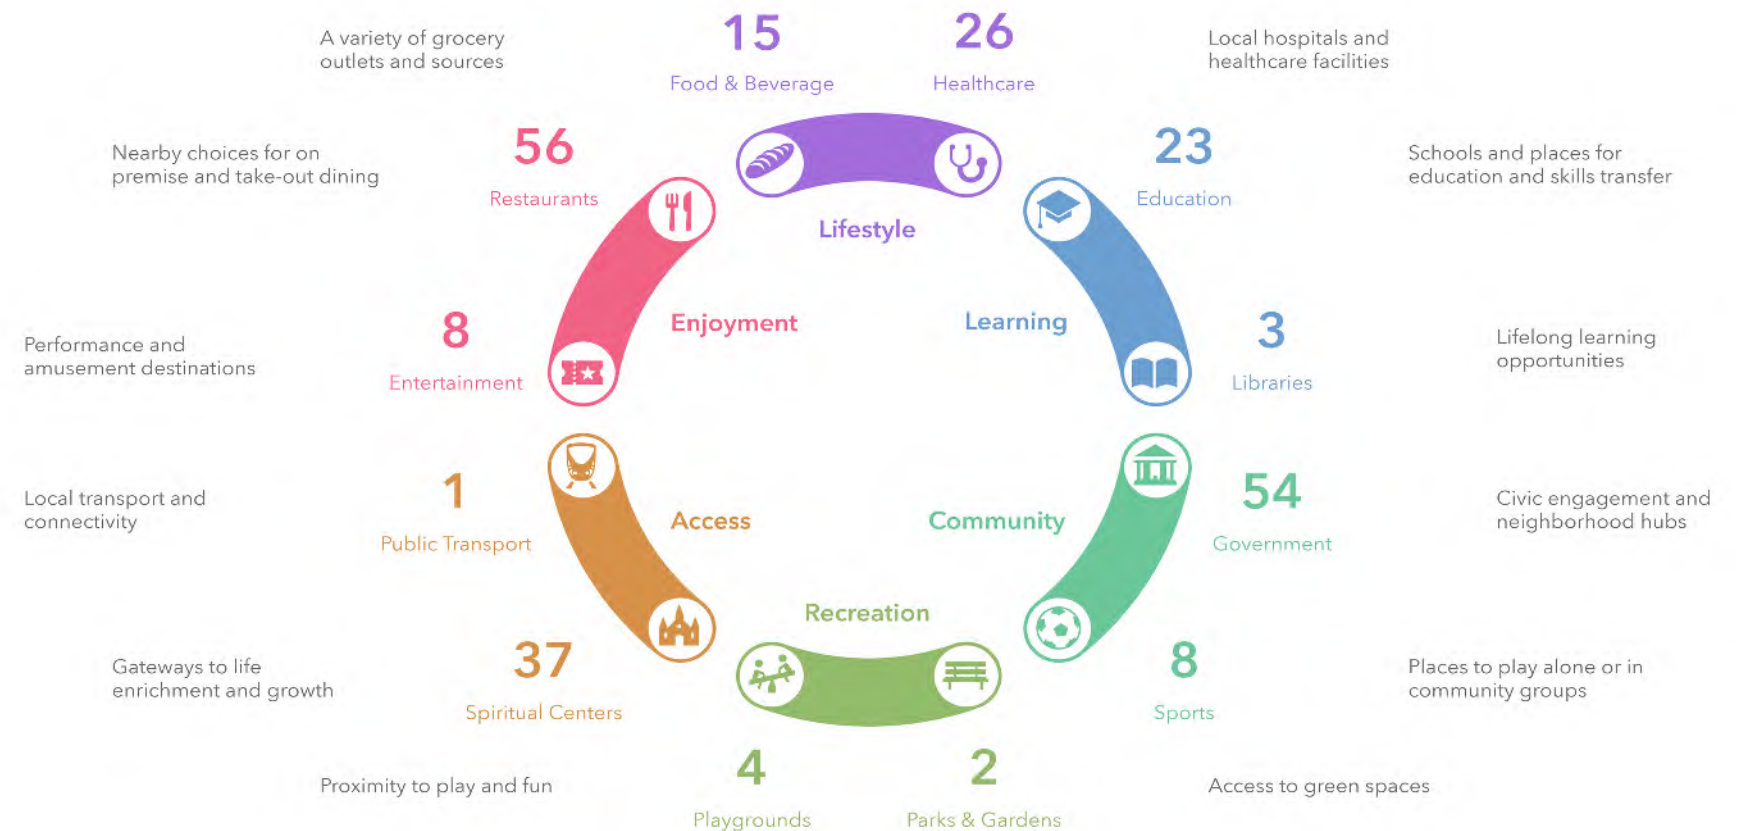 15
26
A variety of grocery
outlets and sources
Food & Beverage
Healthcare
Local hospitals and
healthcare facilities
56
23
Nearby choices for on
premise and take-out dining
Restaurants
Education
Schools and places for
education and skills transfer
Lifestyle
Enjoyment
Learning
8
3
Performance and
amusement destinations
Entertainment
Libraries
Lifelong learning
opportunities
1
54
Local transport and
connectivity
Public Transport
Access
Community
Government
Civic engagement and
neighborhood hubs
Recreation
37
8
Gateways to life
enrichment and growth
Spiritual Centers
Sports
Places to play alone or in
community groups
4
2
Proximity to play and fun
Playgrounds
Parks & Gardens
Access to green spaces